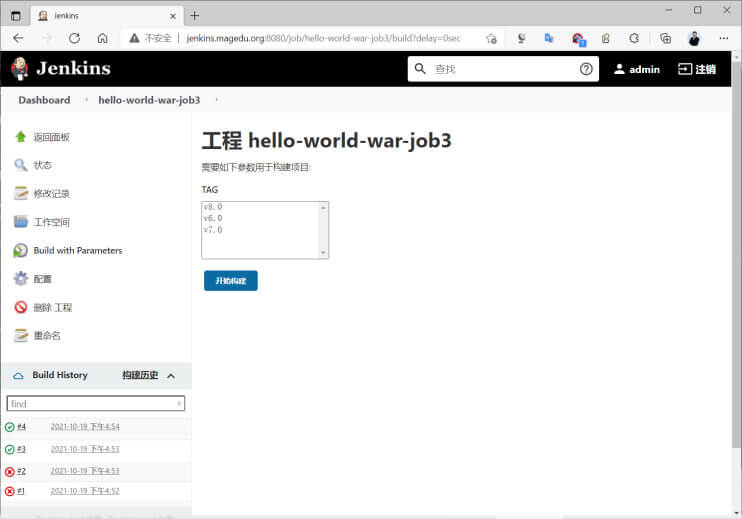 Jenkins
不安全 | jenkins.magedu.org:8080/job/hello-world-war-job3/build?delay=0sec
1
Jenkins
查找
admin
注销
Dashboard
hello-world-war-job3
返回面板
状态
修改记录
工作空间
Build with Parameters
配置
删除 工程
重命名
Build History
构建历史
find
x
#4 2021-10-19 下午4:54
#3 2021-10-19 下午4:53
#2 2021-10-19 下午4:53
#1 2021-10-19 下午4:52
工程 hello-world-war-job3
需要如下参数用于构建项目:
TAG
v8.0
v6.0
v7.0
开始构建